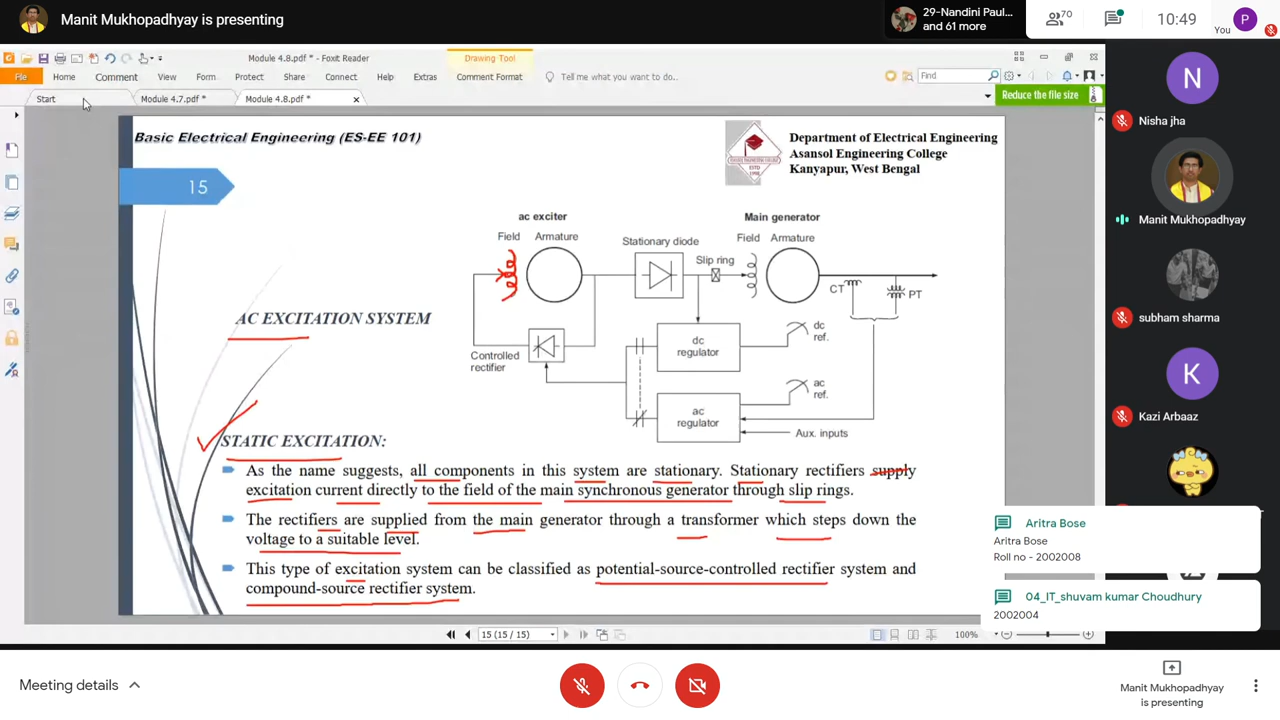 Manit Mukhopadhyay is presenting
29-Nandini Paul...
and 61 more
70
10:49
You
P
Module 4.8.pdf * - Foxit Reader
Drawing Tool
File
Home
Comment
View
Form
Protect
Share
Connect
Help
Extras
Comment Format
Tell me what you want to do..
Find
Start
Module 4.7.pdf *
Module 4.8.pdf *
Reduce the file size
Basic Electrical Engineering (ES-EE 101)
Department of Electrical Engineering
Asansol Engineering College
Kanyapur, West Bengal
15
ac exciter
Main generator
Field
Armature
Stationary diode
Slip ring
Field
Armature
CT
PT
AC EXCITATION SYSTEM
Controlled
rectifier
dc
regulator
dc
ref.
ac
regulator
ac
ref.
Aux. inputs
STATIC EXCITATION:
As the name suggests, all components in this system are stationary. Stationary rectifiers supply
excitation current directly to the field of the main synchronous generator through slip rings.
The rectifiers are supplied from the main generator through a transformer which steps down the
voltage to a suitable level.
This type of excitation system can be classified as potential-source-controlled rectifier system and
compound-source rectifier system.
15 (15 / 15)
100%
N
Nisha jha
Manit Mukhopadhyay
subham sharma
K
Kazi Arbaaz
Aritra Bose
Aritra Bose
Roll no - 2002008
04_IT_shuvam kumar Choudhury
2002004
Meeting details
Manit Mukhopadhyay
is presenting